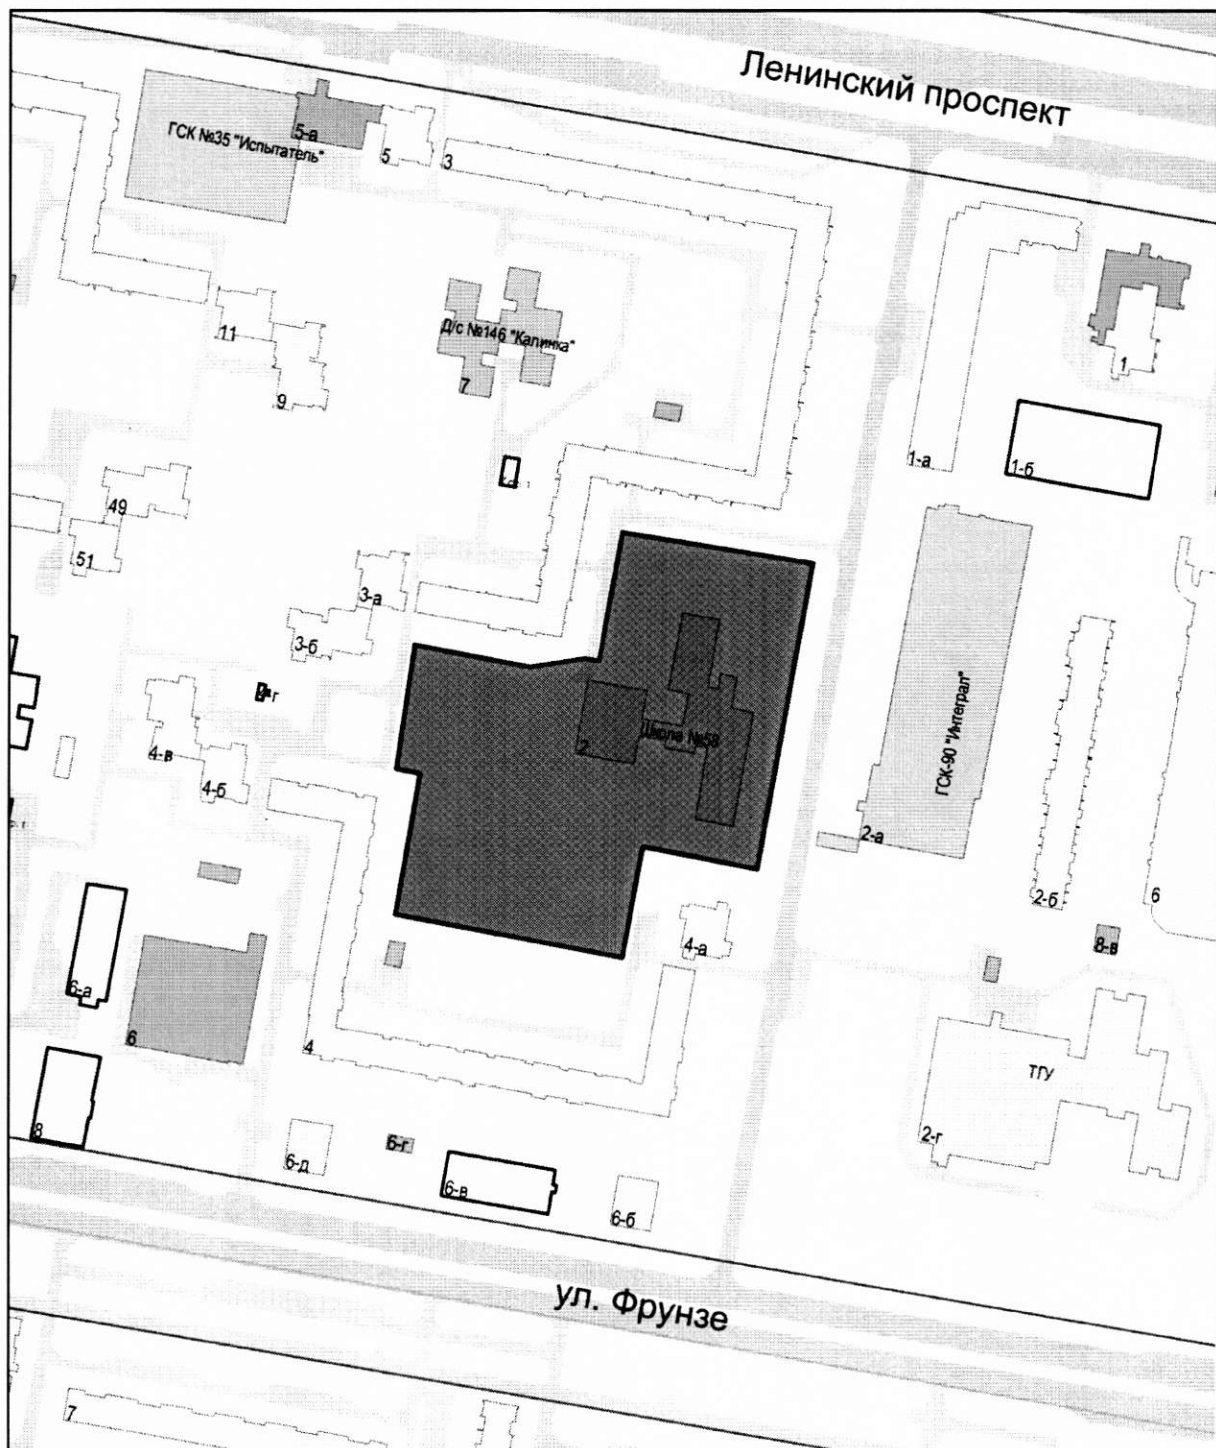 Ленинский проспект
5-а
ГСК №35 "Испытатель"
5
3
11
Д/с №146 "Калинка"
1
7
9
1-а
1-б
49
51
3-а
3-б
4-в
4-б
Школа №58
2
ГСК-90 "Интеграл"
2-а
2-б
6
4-а
8-в
6-а
6
4
ТГУ
8
2-г
6-г
6-д
6-в
6-б
ул. Фрунзе
7